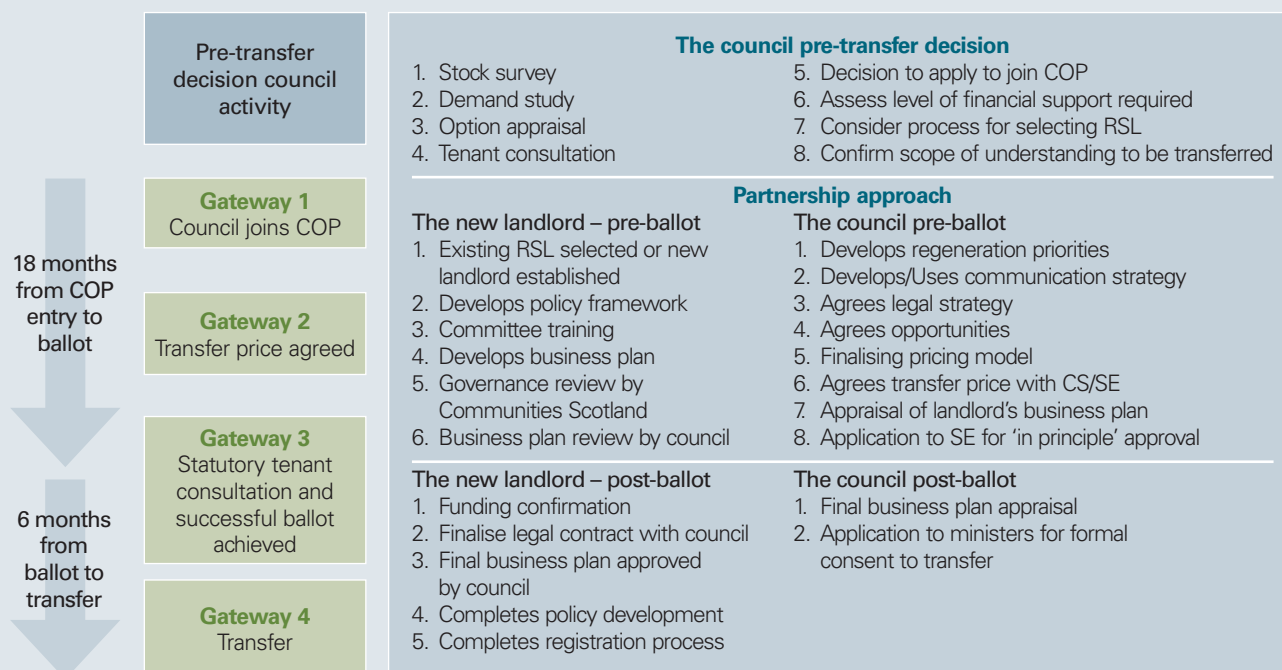 Pre-transfer
decision council
activity
18 months
from COP
entry to
ballot
6 months
from
ballot to
transfer
Gateway 1
Council joins COP
Gateway 2
Transfer price agreed
Gateway 3
Statutory tenant
consultation and
successful ballot
achieved
Gateway 4
Transfer
The council pre-transfer decision
1. Stock survey
2. Demand study
3. Option appraisal
4. Tenant consultation
5. Decision to apply to join COP
6. Assess level of financial support required
7. Consider process for selecting RSL
8. Confirm scope of understanding to be transferred
Partnership approach
The new landlord – pre-ballot
1. Existing RSL selected or new
landlord established
2. Develops policy framework
3. Committee training
4. Develops business plan
5. Governance review by
Communities Scotland
6. Business plan review by council
The council pre-ballot
1. Develops regeneration priorities
2. Develops/Uses communication strategy
3. Agrees legal strategy
4. Agrees opportunities
5. Finalising pricing model
6. Agrees transfer price with CS/SE
7. Appraisal of landlord's business plan
8. Application to SE for 'in principle' approval
The new landlord – post-ballot
1. Funding confirmation
2. Finalise legal contract with council
3. Final business plan approved
by council
4. Completes policy development
5. Completes registration process
The council post-ballot
1. Final business plan appraisal
2. Application to ministers for formal
consent to transfer